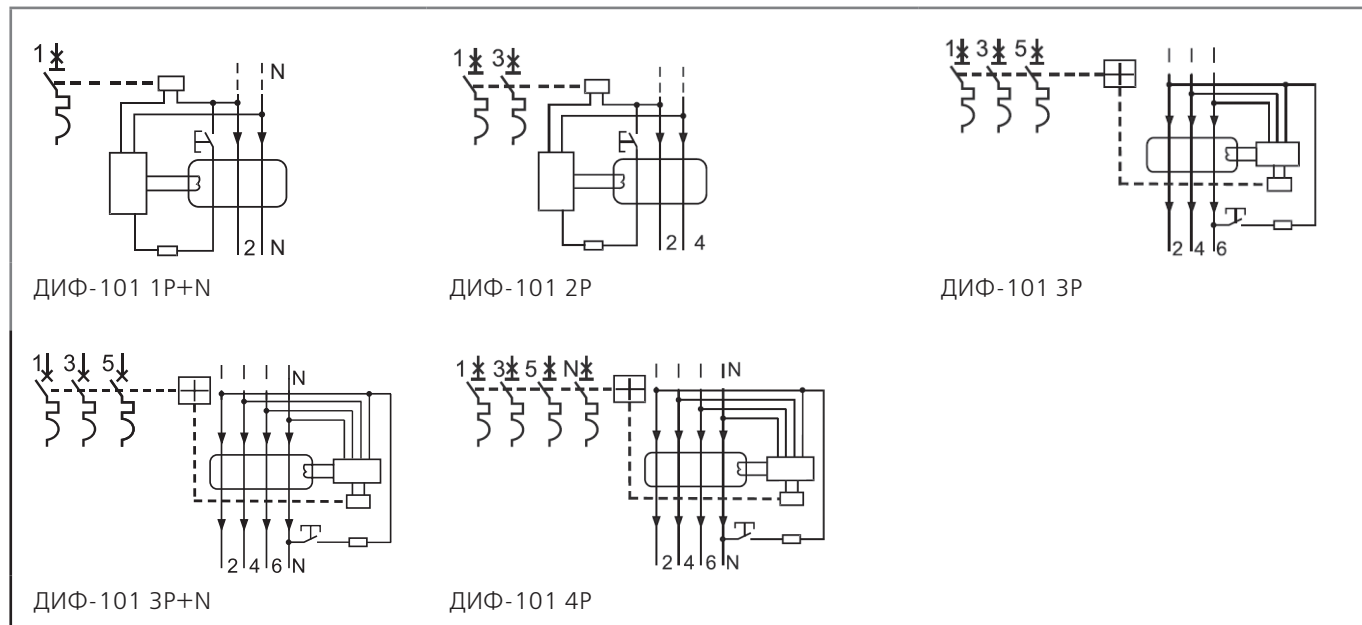 1
N
2 N
ДИФ-101 1P+N
1 3
2 4
ДИФ-101 2P
1 3 5
2 4 6
ДИФ-101 3P
1 3 5
N
2 4 6 N
ДИФ-101 3P+N
1 3 5 N
N
2 4 6 N
ДИФ-101 4P